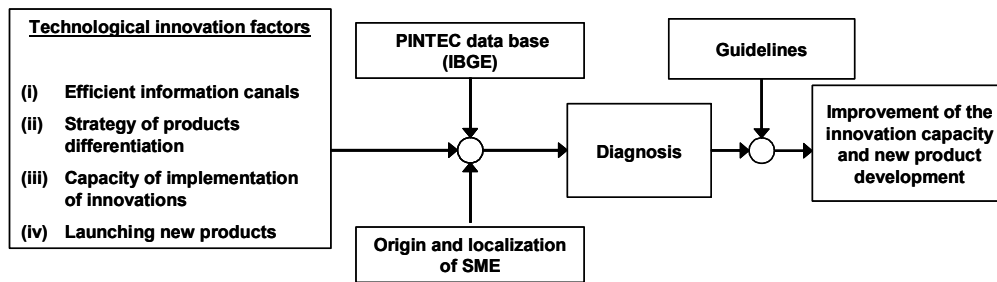 Technological innovation factors
(i) Efficient information canals
(ii) Strategy of products
differentiation
(iii) Capacity of implementation
of innovations
(iv) Launching new products
PINTEC data base
(IBGE)
Origin and localization
of SME
Diagnosis
Guidelines
Improvement of the
innovation capacity
and new product
development